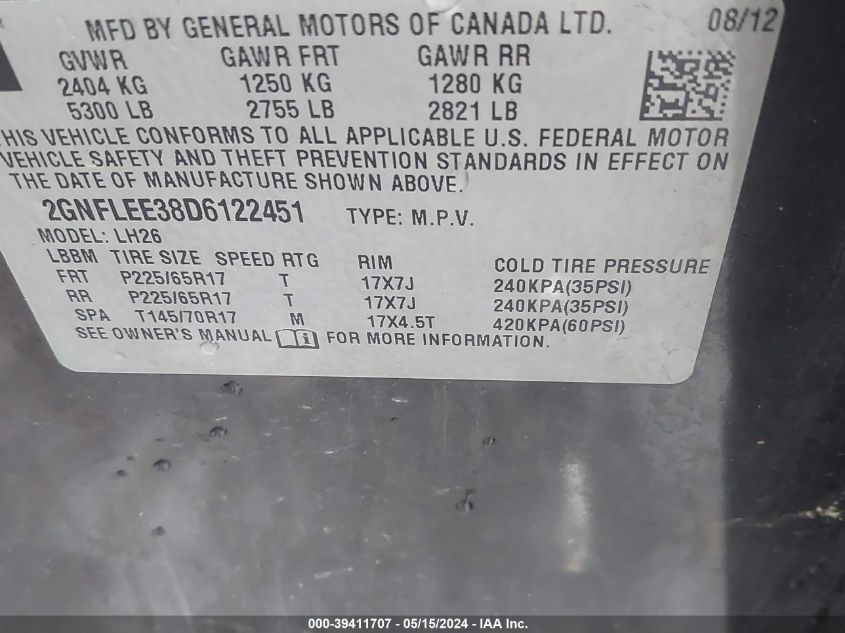 MFD BY GENERAL MOTORS OF CANADA LTD. 08/12
GVWR GAWR FRT GAWR RR
2404 KG 1250 KG 1280 KG
5300 LB 2755 LB 2821 LB
THIS VEHICLE CONFORMS TO ALL APPLICABLE U.S. FEDERAL MOTOR
VEHICLE SAFETY AND THEFT PREVENTION STANDARDS IN EFFECT ON
THE DATE OF MANUFACTURE SHOWN ABOVE.
2GNFLEE38D6122451 TYPE: M.P.V.
MODEL: LH26
LBBM TIRE SIZE SPEED RTG RIM COLD TIRE PRESSURE
FRT P225/65R17 T 17X7J 240KPA(35PSI)
RR P225/65R17 T 17X7J 240KPA(35PSI)
SPA T145/70R17 M 17X4.5T 420KPA(60PSI)
SEE OWNER'S MANUAL FOR MORE INFORMATION.
000-39411707 - 05/15/2024 - IAA Inc.